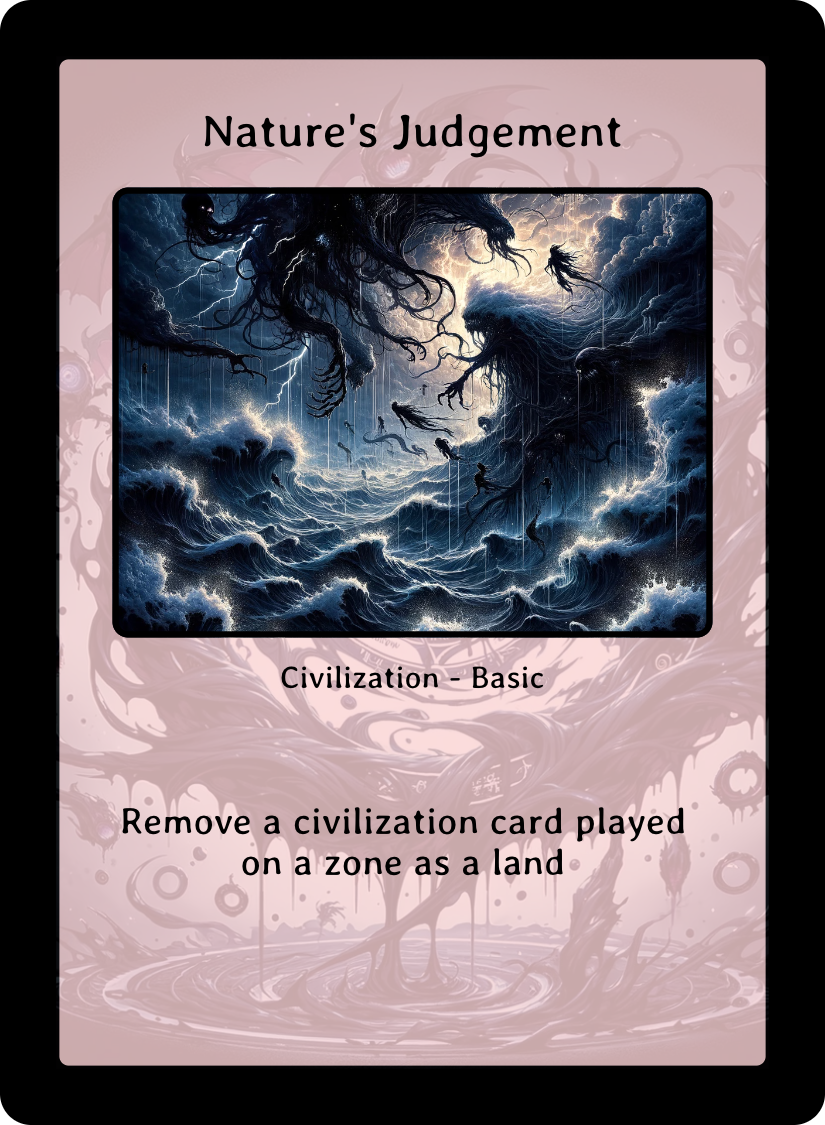 Nature's Judgement
Civilization - Basic
Remove a civilization card played
on a zone as a land